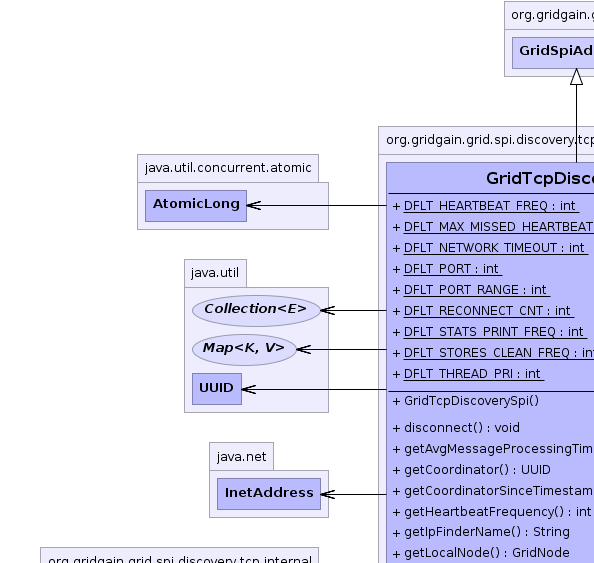 org.gridgain.g
GridSpiAd
org.gridgain.grid.spi.discovery.tcp
java.util.concurrent.atomic
AtomicLong
GridTcpDisco
+ DFLT_HEARTBEAT_FREQ : int
+ DFLT_MAX_MISSED_HEARTBEAT
+ DFLT_NETWORK_TIMEOUT : int
+ DFLT_PORT : int
+ DFLT_PORT_RANGE : int
+ DFLT_RECONNECT_CNT : int
+ DFLT_STATS_PRINT_FREQ : int
+ DFLT_STORES_CLEAN_FREQ : int
+ DFLT_THREAD_PRI : int
java.util
Collection<E>
Map<K, V>
UUID
+ GridTcpDiscoverySpi()
+ disconnect() : void
+ getAvgMessageProcessingTim
+ getCoordinator() : UUID
+ getCoordinatorSinceTimestam
+ getHeartbeatFrequency() : int
+ getIpFinderName() : String
+ getLocalNode() : GridNode
java.net
InetAddress
org.gridgain.grid.spi.discovery.tcp.internal